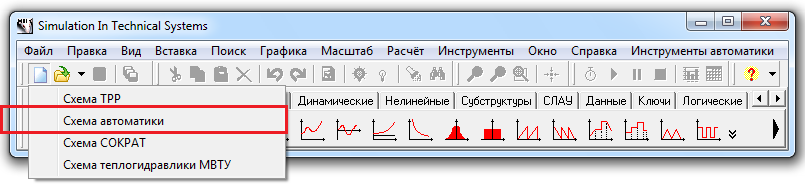 Simulation In Technical Systems
Файл Правка Вид Вставка Поиск Графика Масштаб Расчёт Инструменты Окно Справка Инструменты автоматики
Схема ТРР
Динамические Нелинейные Субструктуры СЛАУ Данные Ключи Логические
Схема автоматики
Схема СОКРАТ
Схема теплогидравлики МВТУ